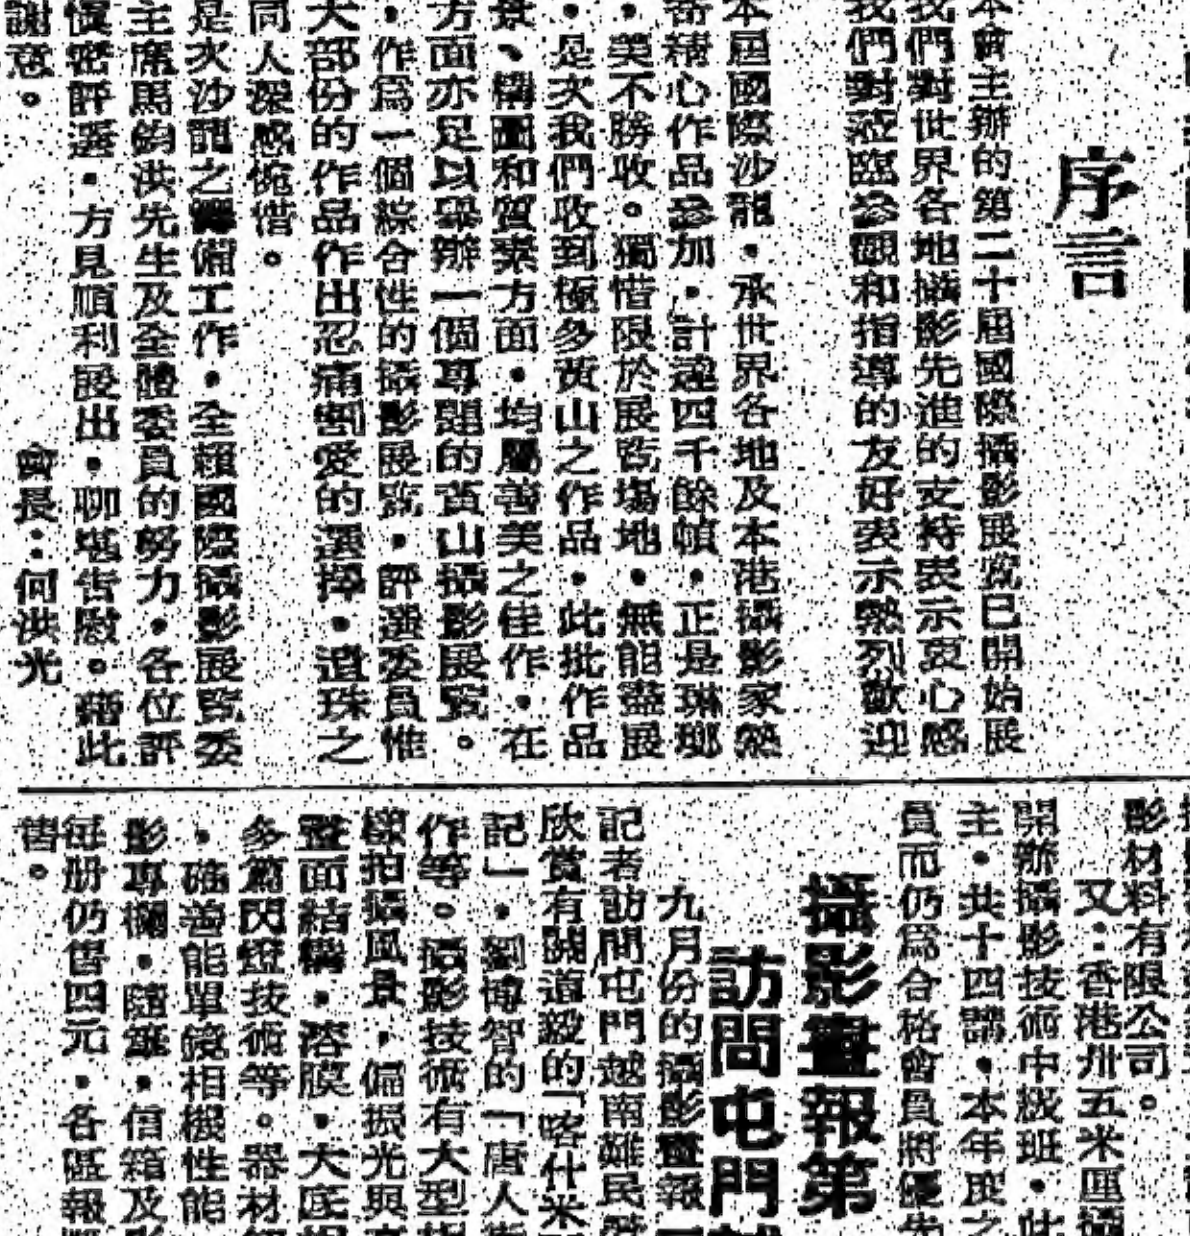 序言
本會主辦的第二十屆國際攝影展覽已開始展
我們對世界各地攝影先進的支持表示衷心感
我們對蒞臨參觀和指導的友好表示熱列歡迎
本屆國際沙龍・承世界各地及本港攝影家熱
精心作品參加・計達四千餘幀・正是琳瑯
・美不勝收。獨惜限於展覧場地・無能盡展
・是次我們收到極多黃山之作品・此批作品
景、構圖和質素方面・均屬善美之佳作・在
方面亦足以舉辦一個專題的黃山攝影展覧。
・作爲一個綜合性的攝影展覧・評選委員惟
大部份的作品作出忍痛割愛的選擇・遺珠之
同人深感惋惜。
是次沙龍之籌備工作・全賴國際攝影展覧委
主席馬鈞洪先生及全體委員的努力・各位評
慎密評選・方見順利設出・聊堪告慰。藉此
謝意。
會長：何洪光
影材料有限公司。
又：香港卅五米厘攝
開辦攝影技術中級班・此
主・共十四講・本年度之
員而仍爲合格會員將優先
攝影畫報第
訪問屯門
九月份的攝影畫報
記者訪問屯門越南難民
欣賞有關道毅的「喀什米
記」・劉博智的「唐人街
作等。攝影技術有大型
欲拍攝風景・偏振光與
畫面結構・溶膜・大底
多篇閃燈技術等。器材
・確善能單鏡相機性能
影專欄・隨筆・信箱及影
每册仍售四元・各區報
售。